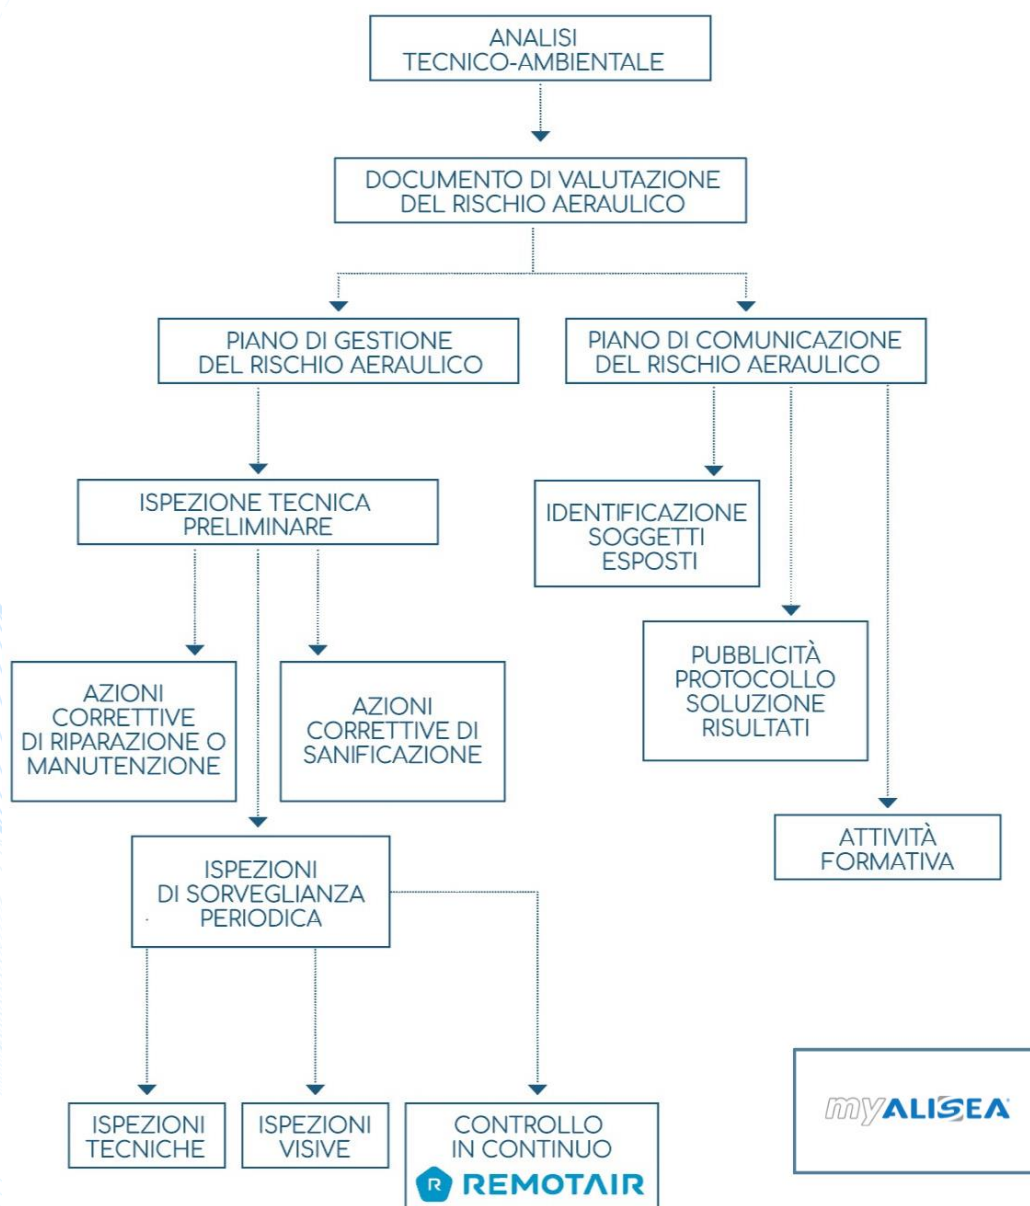 ANALISI
TECNICO-AMBIENTALE
DOCUMENTO DI VALUTAZIONE
DEL RISCHIO AERAULICO
PIANO DI GESTIONE
DEL RISCHIO AERAULICO
PIANO DI COMUNICAZIONE
DEL RISCHIO AERAULICO
ISPEZIONE TECNICA
PRELIMINARE
IDENTIFICAZIONE
SOGGETTI
ESPOSTI
PUBBLICITÀ
PROTOCOLLO
SOLUZIONE
RISULTATI
AZIONI
CORRETTIVE
DI RIPARAZIONE O
MANUTENZIONE
AZIONI
CORRETTIVE DI
SANIFICAZIONE
ATTIVITÀ
FORMATIVA
ISPEZIONI
DI SORVEGLIANZA
PERIODICA
ISPEZIONI
TECNICHE
ISPEZIONI
VISIVE
CONTROLLO
IN CONTINUO
R REMOTAIR
myALISEA